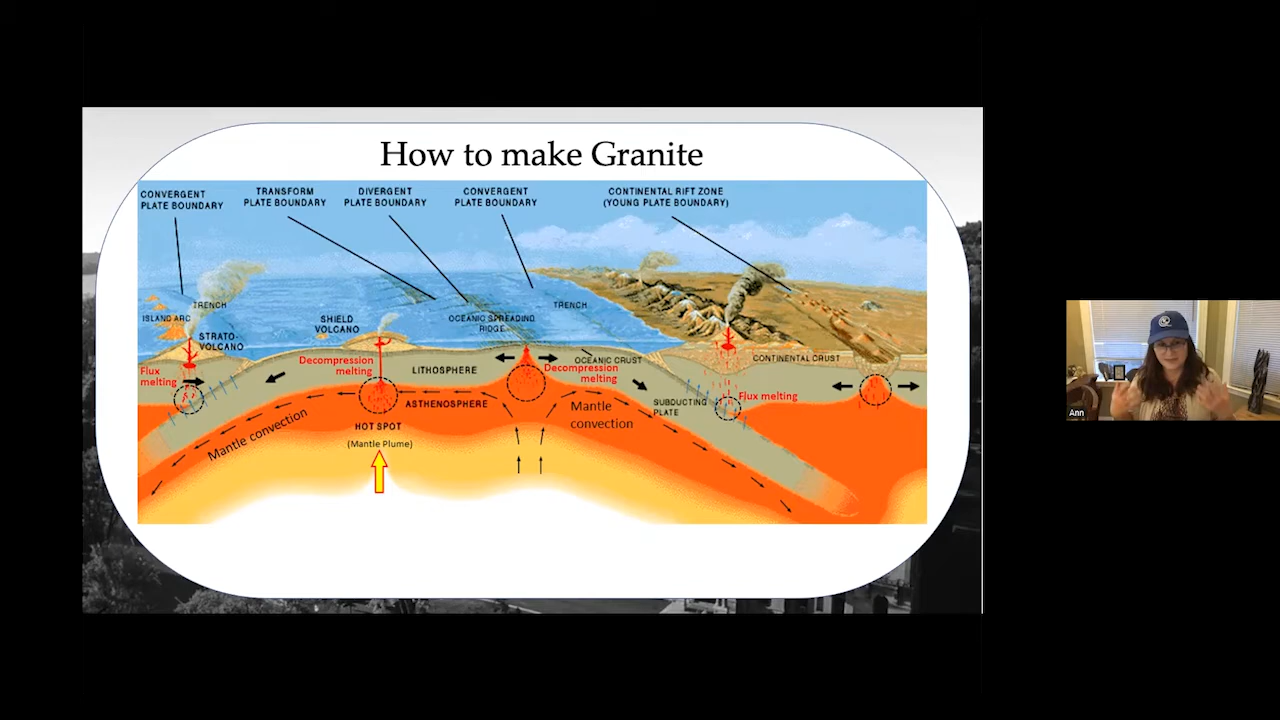 How to make Granite
CONVERGENT
PLATE BOUNDARY
TRANSFORM
PLATE BOUNDARY
DIVERGENT
PLATE BOUNDARY
CONVERGENT
PLATE BOUNDARY
CONTINENTAL RIFT ZONE
(YOUNG PLATE BOUNDARY)
TRENCH
ISLAND ARC
STRATO-
VOLCANO
SHIELD
VOLCANO
OCEANIC SPREADING
RIDGE
TRENCH
Flux
melting
Decompression
melting
LITHOSPHERE
Decompression
melting
OCEANIC CRUST
CONTINENTAL CRUST
ASTHENOSPHERE
Mantle
convection
SUBDUCTING
PLATE
Flux melting
Mantle convection
HOT SPOT
(Mantle Plume)
Ann